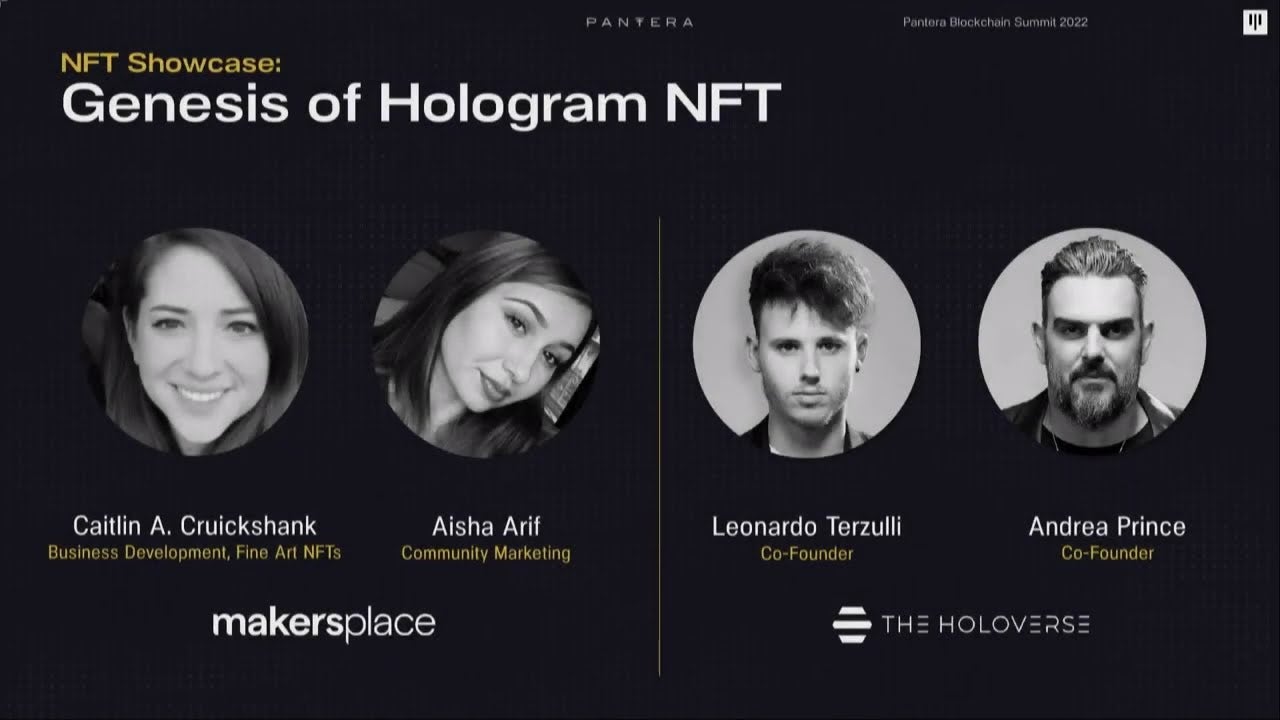 PANTERA
Pantera Blockchain Summit 2022
NFT Showcase:
Genesis of Hologram NFT
Caitlin A. Cruickshank
Business Development, Fine Art NFTs
Aisha Arif
Community Marketing
makersplace
Leonardo Terzulli
Co-Founder
Andrea Prince
Co-Founder
THE HOLOVERSE